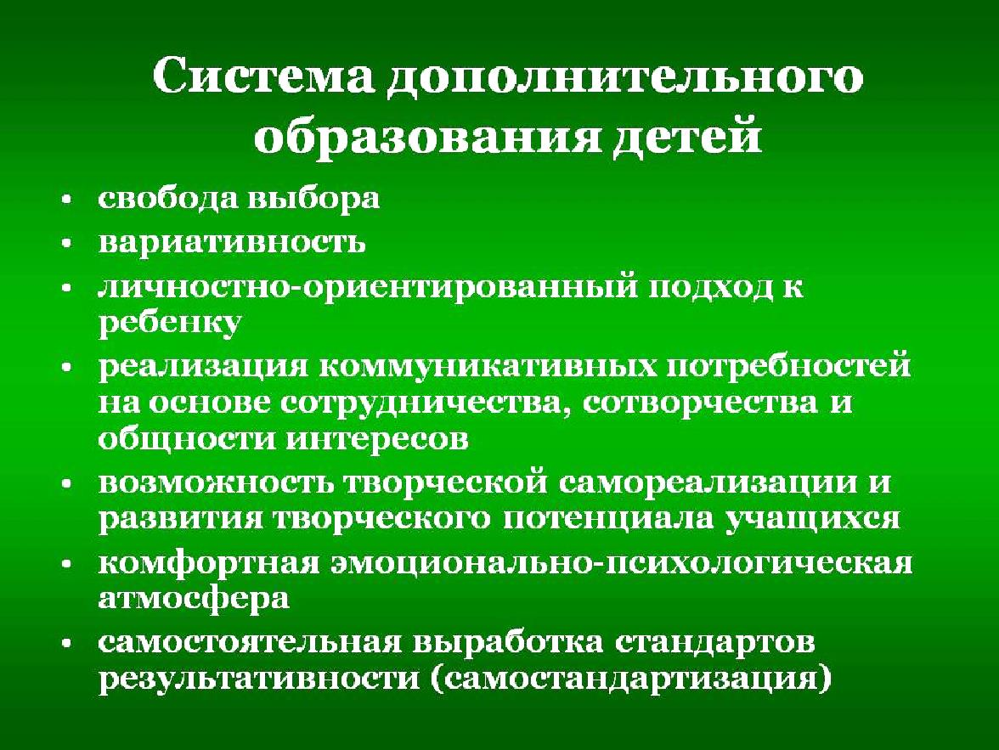 Система дополнительного
образования детей
• свобода выбора
• вариативность
• личностно-ориентированный подход к
ребенку
• реализация коммуникативных потребностей
на основе сотрудничества, сотворчества и
общности интересов
• возможность творческой самореализации и
развития творческого потенциала учащихся
• комфортная эмоционально-психологическая
атмосфера
• самостоятельная выработка стандартов
результативности (самостандартизация)